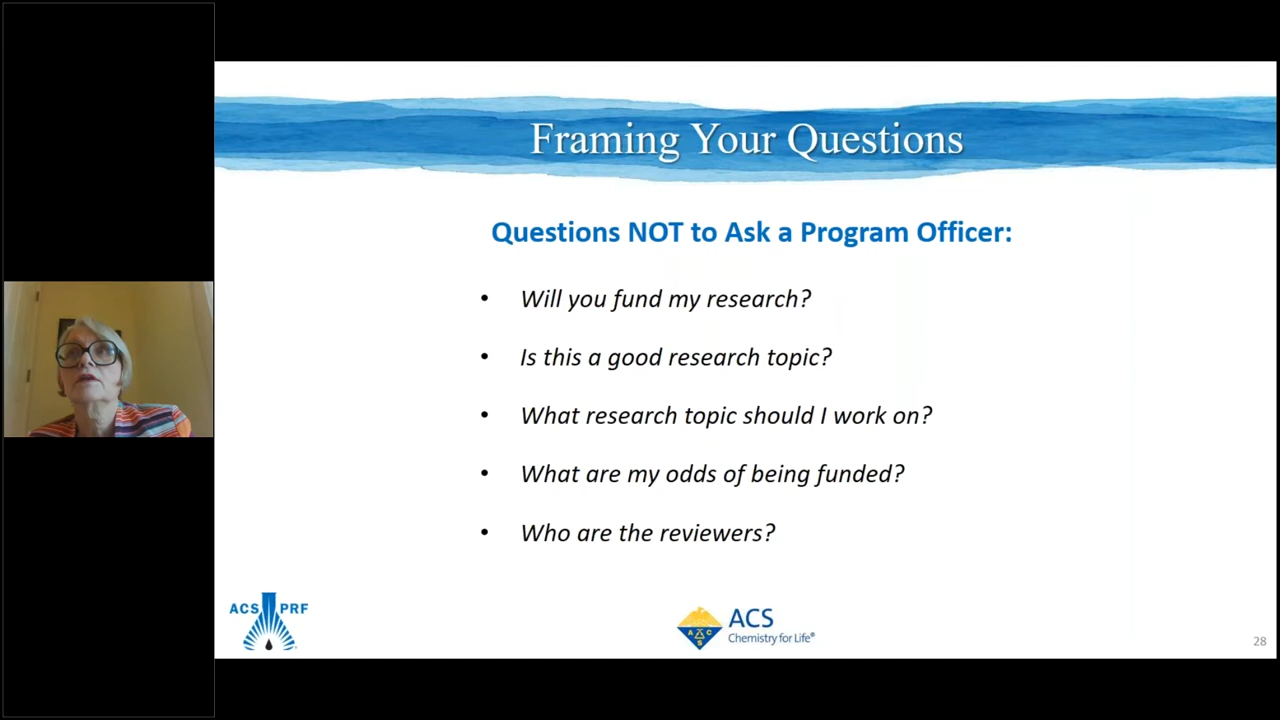 Framing Your Questions
Questions NOT to Ask a Program Officer:
• Will you fund my research?
• Is this a good research topic?
• What research topic should I work on?
• What are my odds of being funded?
• Who are the reviewers?
ACS PRF
ACS
Chemistry for Life®
A C S
28